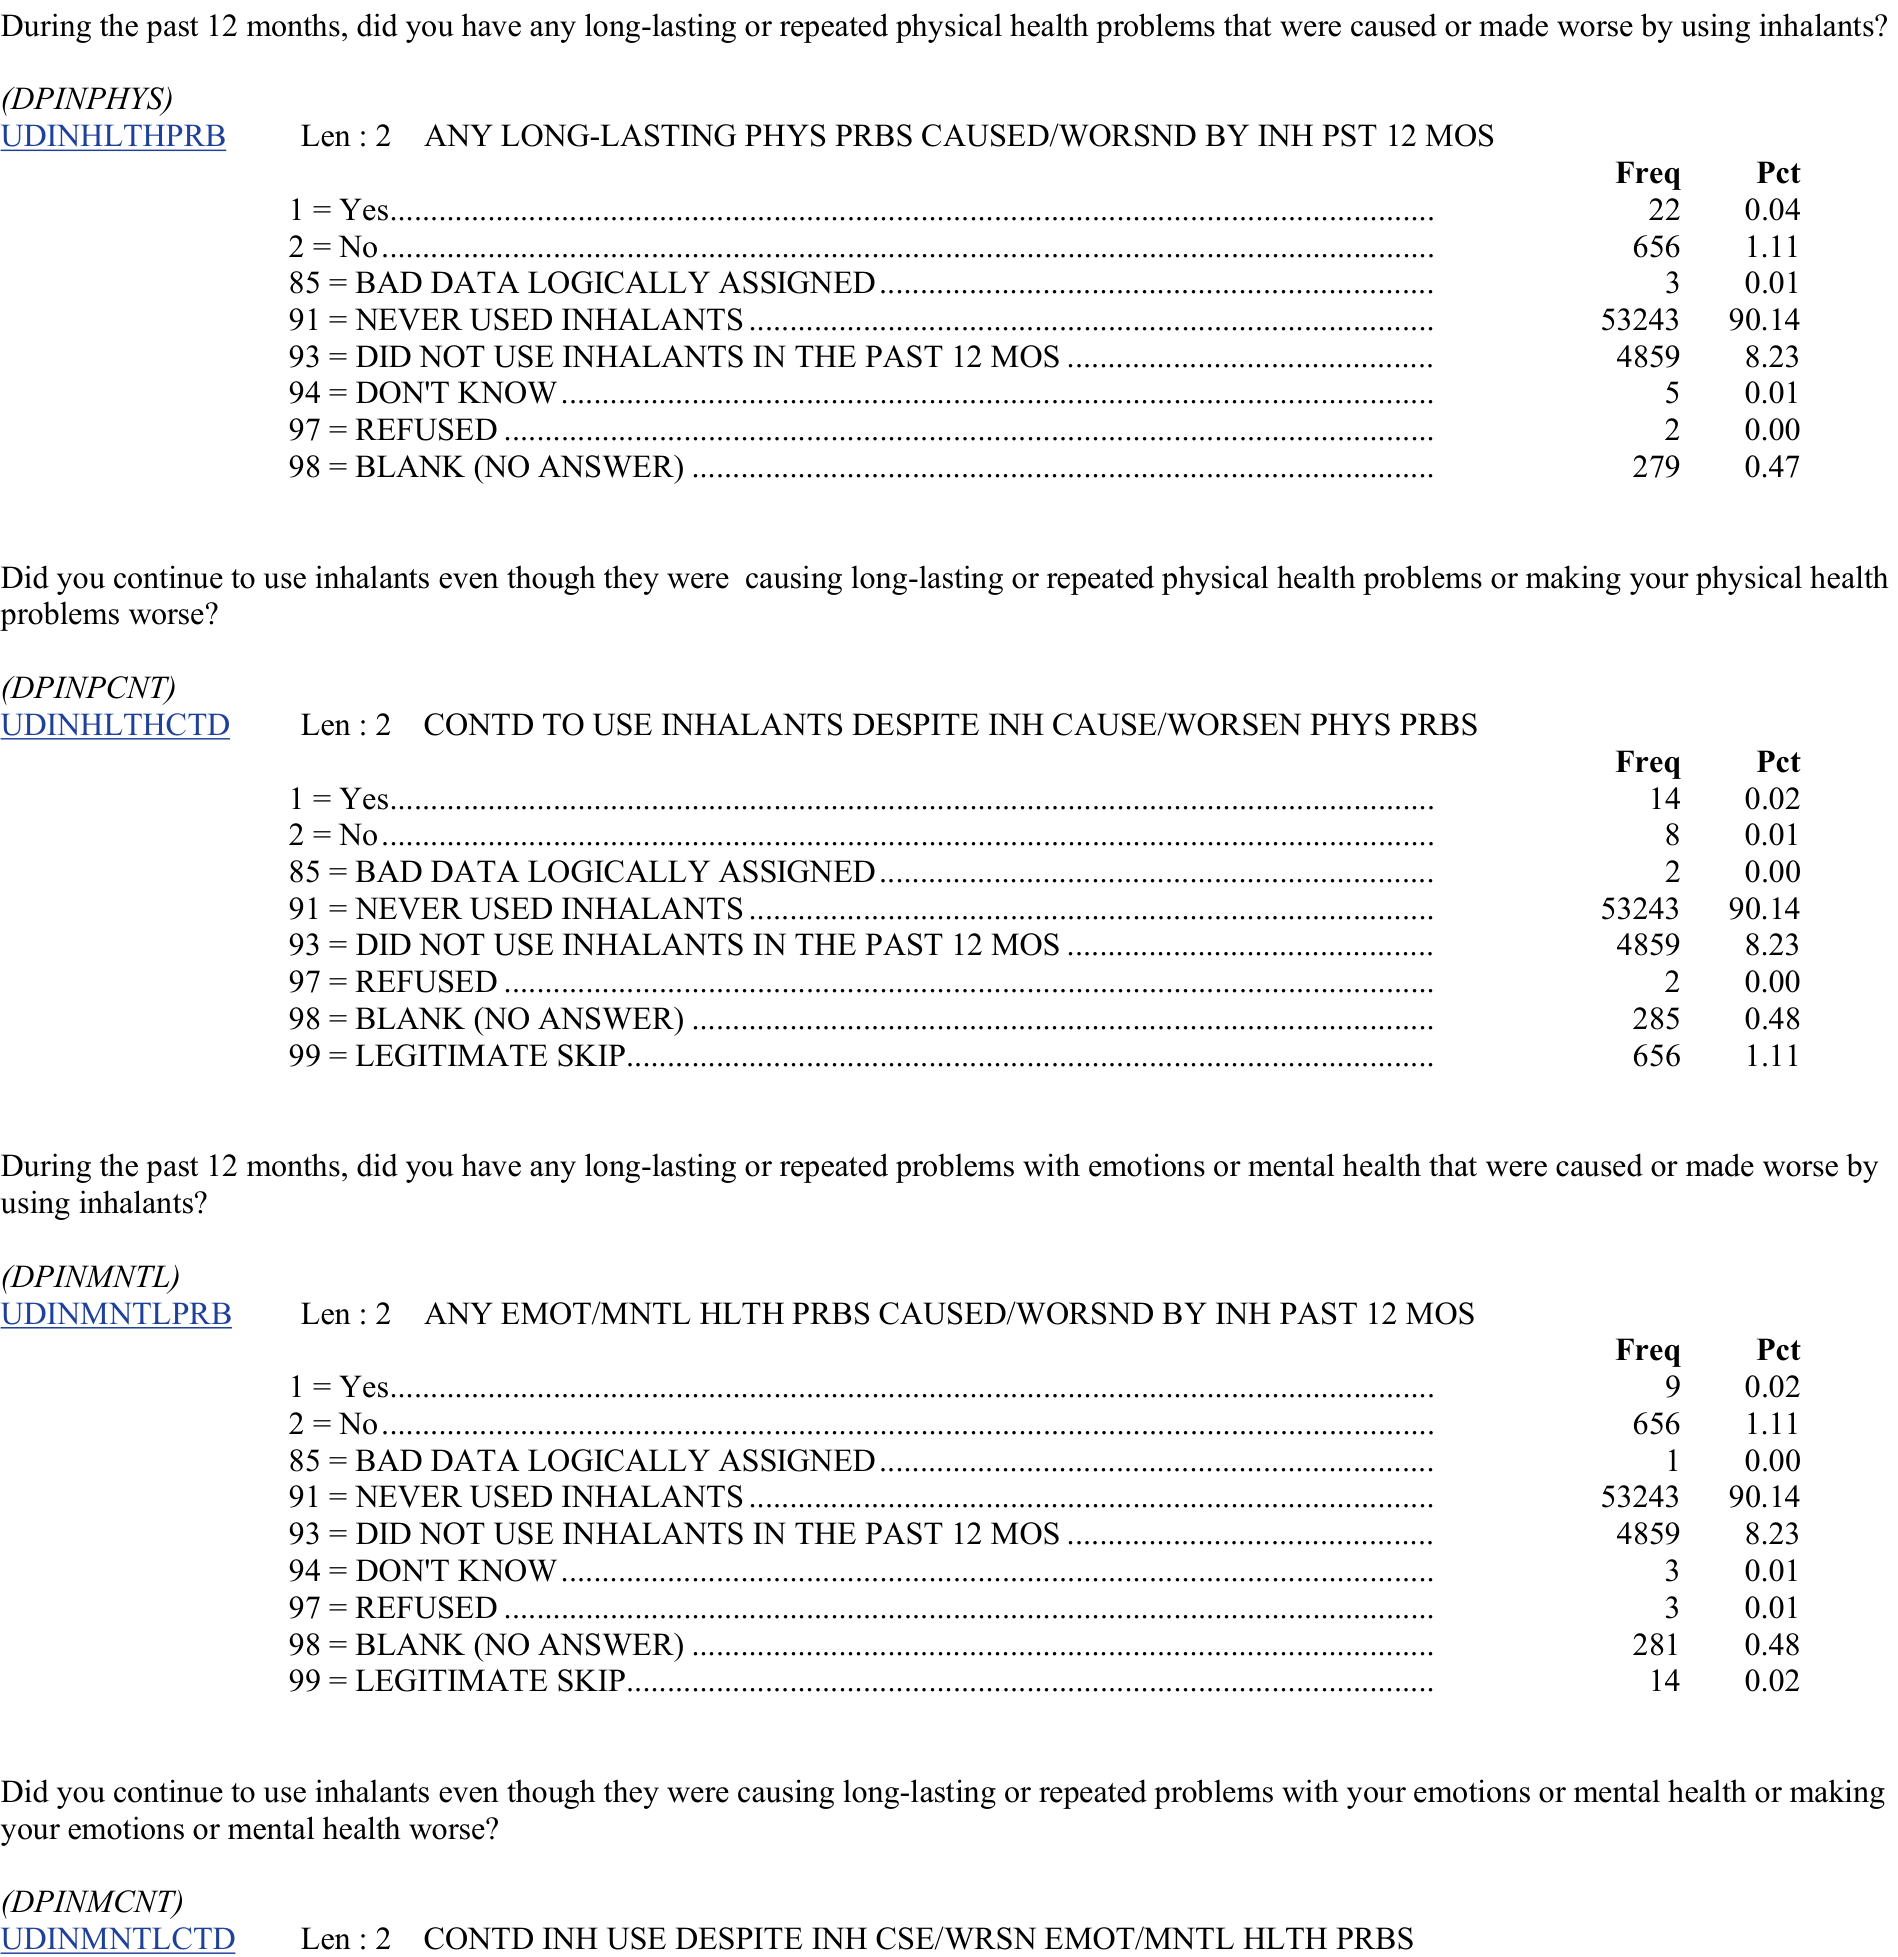 During the past 12 months, did you have any long-lasting or repeated physical health problems that were caused or made worse by using inhalants?
(DPINPHYS)
UDINHLTHPRB Len : 2 ANY LONG-LASTING PHYS PRBS CAUSED/WORSND BY INH PST 12 MOS
Freq Pct
1 = Yes.......... 22 0.04
2 = No.......... 656 1.11
85 = BAD DATA LOGICALLY ASSIGNED.......... 3 0.01
91 = NEVER USED INHALANTS.......... 53243 90.14
93 = DID NOT USE INHALANTS IN THE PAST 12 MOS.......... 4859 8.23
94 = DON'T KNOW.......... 5 0.01
97 = REFUSED.......... 2 0.00
98 = BLANK (NO ANSWER).......... 279 0.47
Did you continue to use inhalants even though they were causing long-lasting or repeated physical health problems or making your physical health
problems worse?
(DPINPCNT)
UDINHLTHCTD Len : 2 CONTD TO USE INHALANTS DESPITE INH CAUSE/WORSEN PHYS PRBS
Freq Pct
1 = Yes.......... 14 0.02
2 = No.......... 8 0.01
85 = BAD DATA LOGICALLY ASSIGNED.......... 2 0.00
91 = NEVER USED INHALANTS.......... 53243 90.14
93 = DID NOT USE INHALANTS IN THE PAST 12 MOS.......... 4859 8.23
97 = REFUSED.......... 2 0.00
98 = BLANK (NO ANSWER).......... 285 0.48
99 = LEGITIMATE SKIP.......... 656 1.11
During the past 12 months, did you have any long-lasting or repeated problems with emotions or mental health that were caused or made worse by
using inhalants?
(DPINMNTL)
UDINMNTLPRB Len : 2 ANY EMOT/MNTL HLTH PRBS CAUSED/WORSND BY INH PAST 12 MOS
Freq Pct
1 = Yes.......... 9 0.02
2 = No.......... 656 1.11
85 = BAD DATA LOGICALLY ASSIGNED.......... 1 0.00
91 = NEVER USED INHALANTS.......... 53243 90.14
93 = DID NOT USE INHALANTS IN THE PAST 12 MOS.......... 4859 8.23
94 = DON'T KNOW.......... 3 0.01
97 = REFUSED.......... 3 0.01
98 = BLANK (NO ANSWER).......... 281 0.48
99 = LEGITIMATE SKIP.......... 14 0.02
Did you continue to use inhalants even though they were causing long-lasting or repeated problems with your emotions or mental health or making
your emotions or mental health worse?
(DPINMCNT)
UDINMNTLCTD Len : 2 CONTD INH USE DESPITE INH CSE/WRSN EMOT/MNTL HLTH PRBS